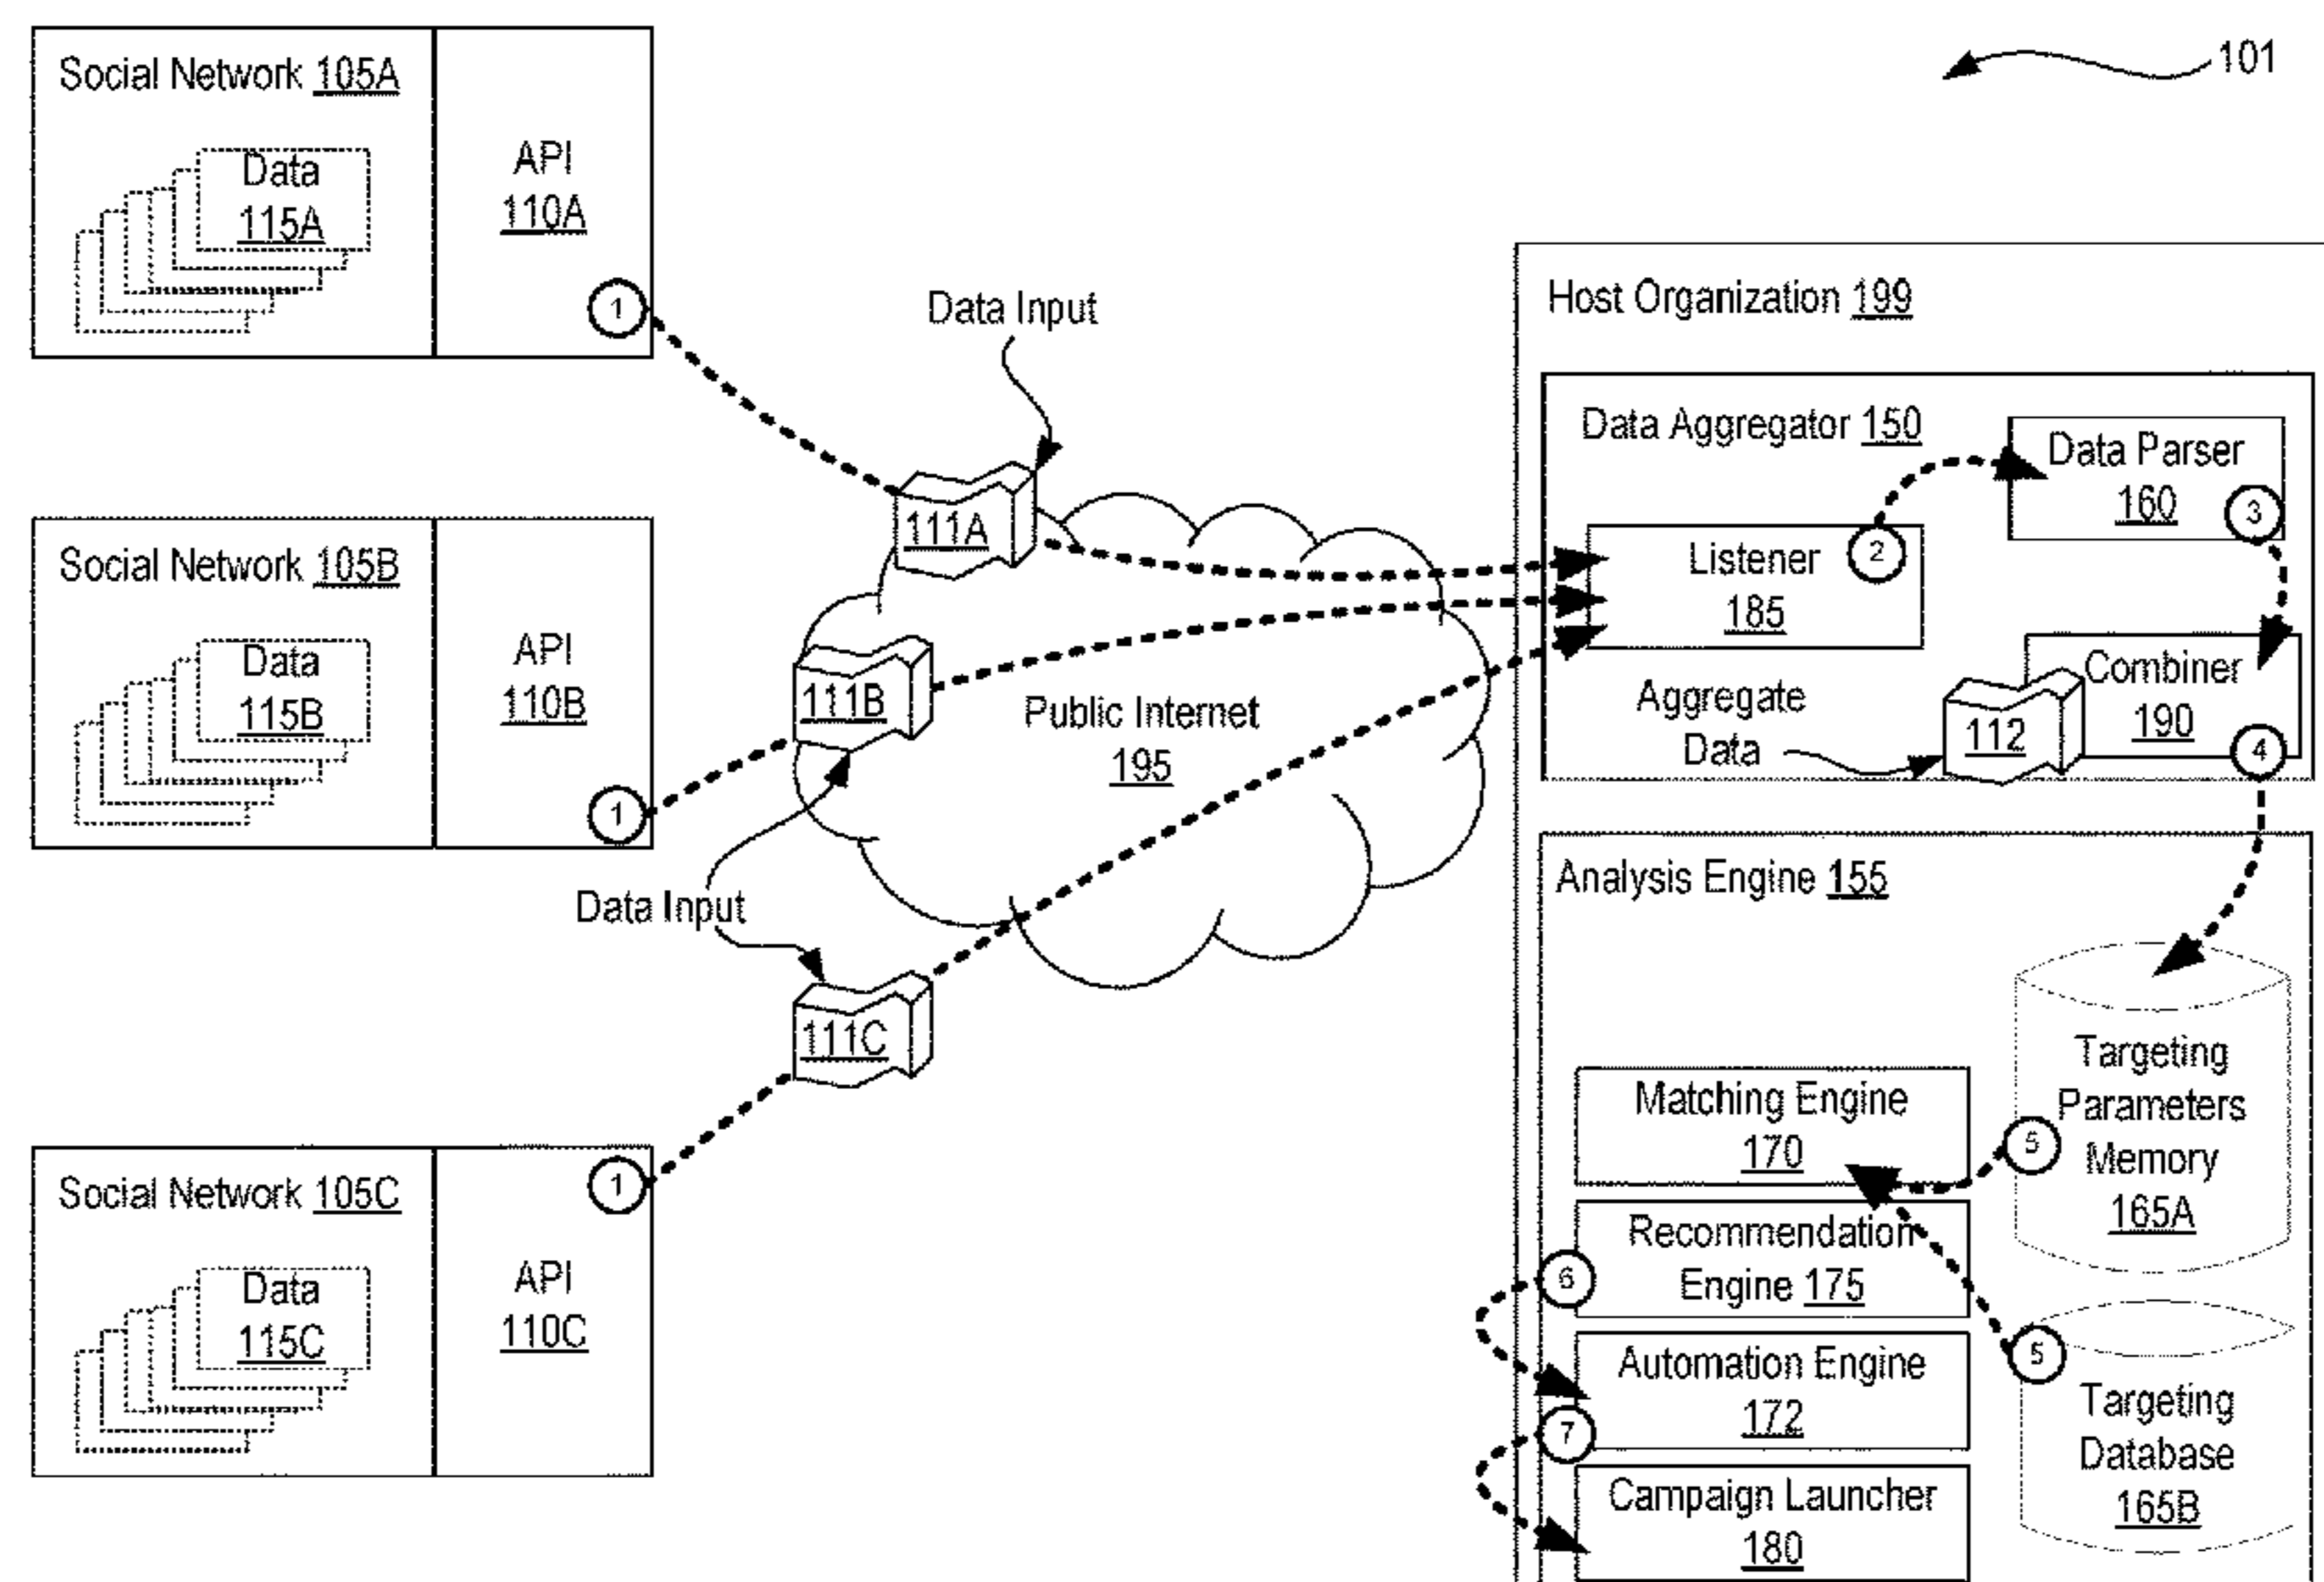 101
Social Network 105A
Data
115A
API
110A
1
Data Input
111A
Social Network 105B
Data
115B
API
110B
1
111B
Public Internet
195
Data Input
111C
Social Network 105C
Data
115C
API
110C
1
Host Organization 199
Data Aggregator 150
Data Parser
160
3
Listener
185
2
Combiner
190
4
Aggregate
Data
112
Analysis Engine 155
Targeting
Parameters
Memory
165A
5
Matching Engine
170
Recommendation
Engine 175
6
Automation Engine
172
7
Campaign Launcher
180
5
Targeting
Database
165B